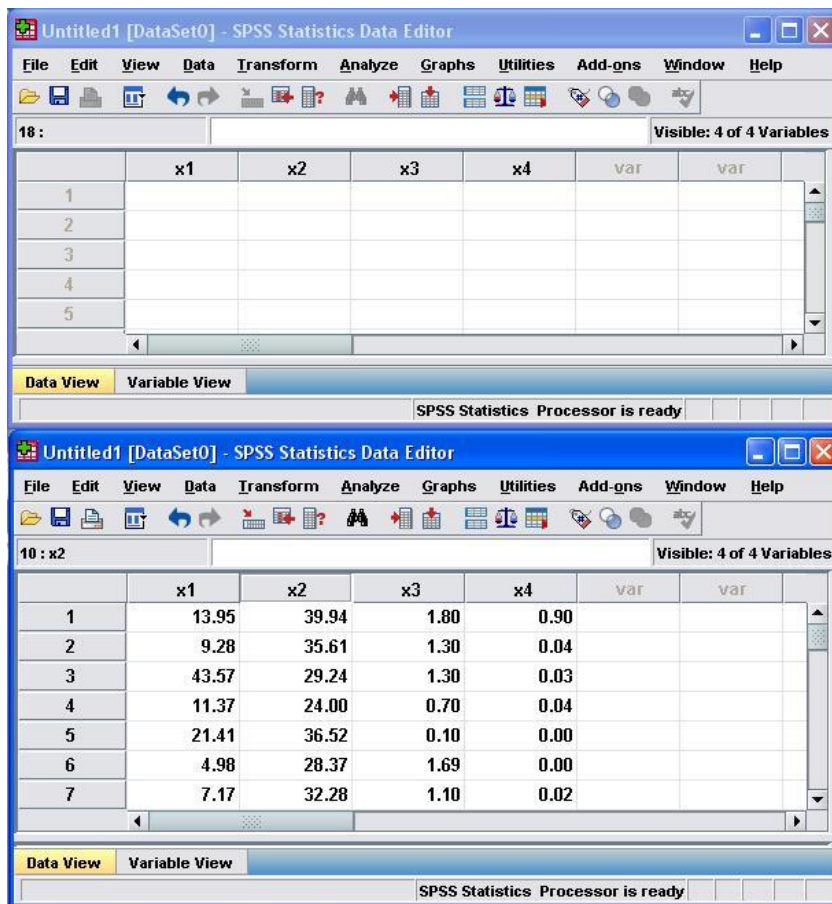 Untitled1 [DataSet0] - SPSS Statistics Data Editor
File Edit View Data Transform Analyze Graphs Utilities Add-ons Window Help
18 : Visible: 4 of 4 Variables
x1 x2 x3 x4 var var
1
2
3
4
5
Data View Variable View
SPSS Statistics Processor is ready
Untitled1 [DataSet0] - SPSS Statistics Data Editor
File Edit View Data Transform Analyze Graphs Utilities Add-ons Window Help
10 : x2 Visible: 4 of 4 Variables
x1 x2 x3 x4 var var
1 13.95 39.94 1.80 0.90
2 9.28 35.61 1.30 0.04
3 43.57 29.24 1.30 0.03
4 11.37 24.00 0.70 0.04
5 21.41 36.52 0.10 0.00
6 4.98 28.37 1.69 0.00
7 7.17 32.28 1.10 0.02
Data View Variable View
SPSS Statistics Processor is ready